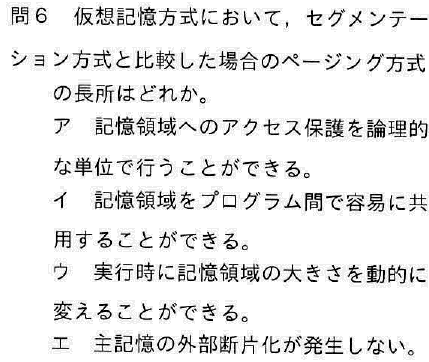 問６ 仮想記憶方式において，セグメンテー
ション方式と比較した場合のページング方式
の長所はどれか。
ア 記憶領域へのアクセス保護を論理的
な単位で行うことができる。
イ 記憶領域をプログラム間で容易に共
用することができる。
ウ 実行時に記憶領域の大きさを動的に
変えることができる。
エ 主記憶の外部断片化が発生しない。